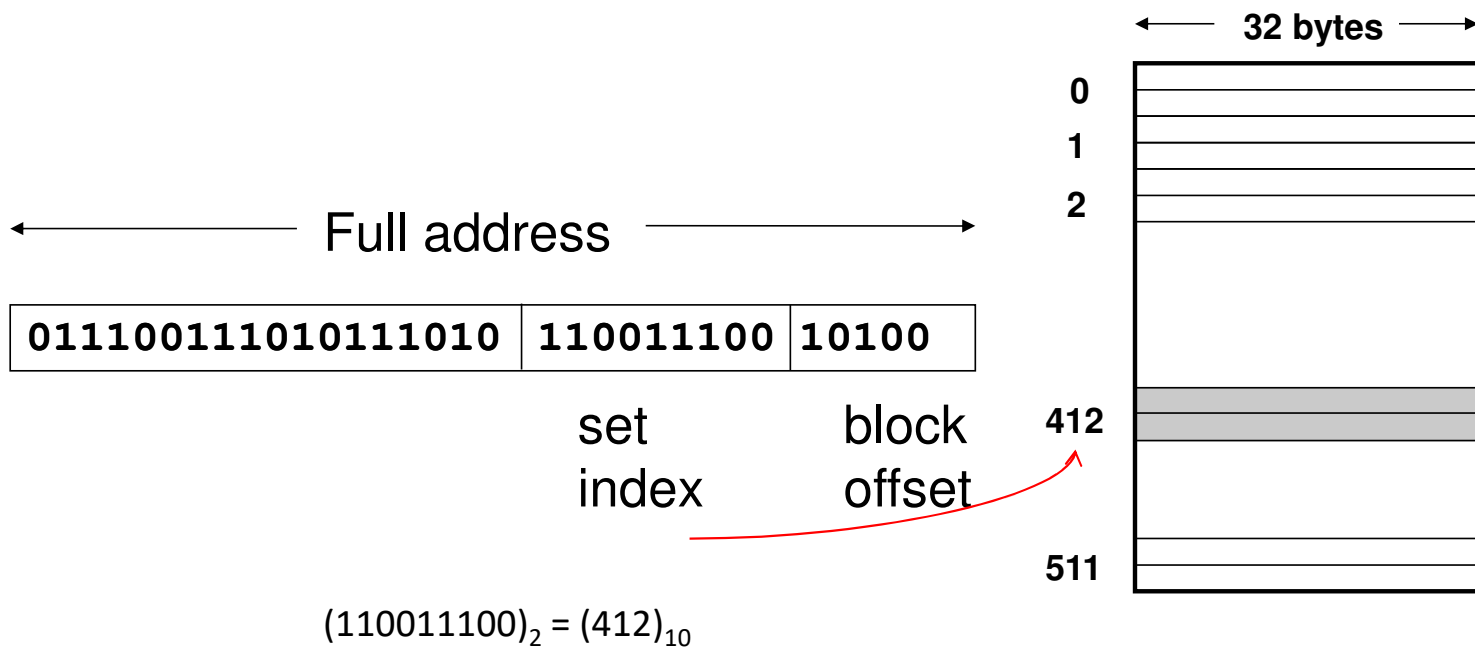 32 bytes
0
1
2
Full address
011100111010111010 110011100 10100
set block
index offset
412
511
(110011100)2 = (412)10